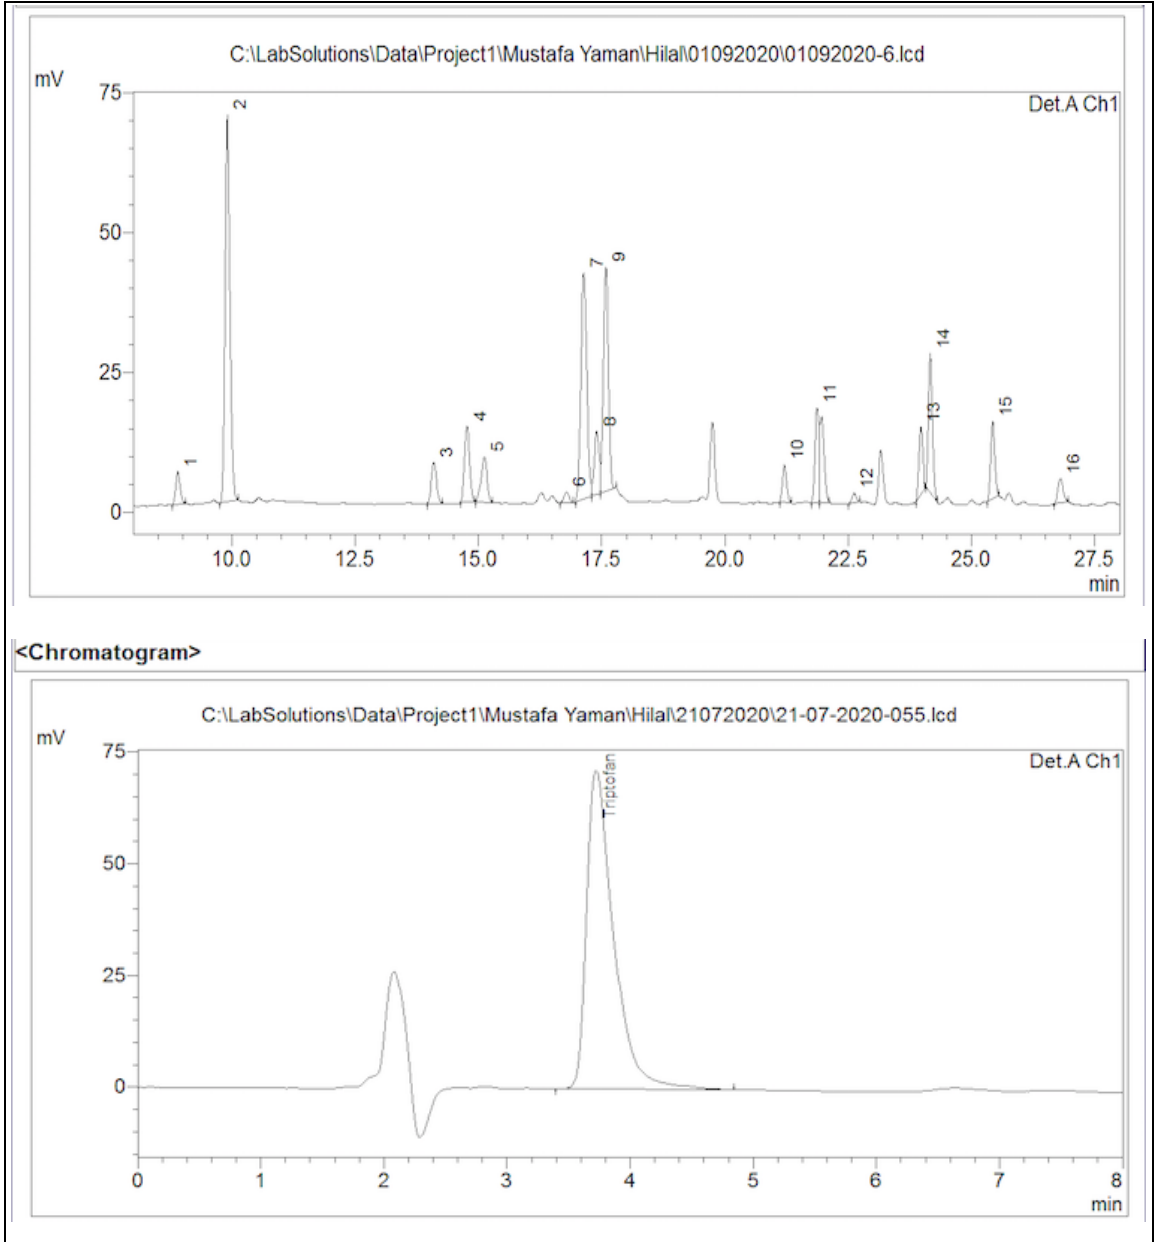 C:\LabSolutions\Data\Project1\Mustafa Yaman\Hilal\01092020\01092020-6.lcd
mV
Det.A Ch1
75
50
25
0
1
2
3
4
5
6
7
8
9
10
11
12
13
14
15
16
10.0 12.5 15.0 17.5 20.0 22.5 25.0 27.5
min
<Chromatogram>
C:\LabSolutions\Data\Project1\Mustafa Yaman\Hilal\21072020\21-07-2020-055.lcd
mV
Det.A Ch1
75
50
25
0
Triptofan
0 1 2 3 4 5 6 7 8
min